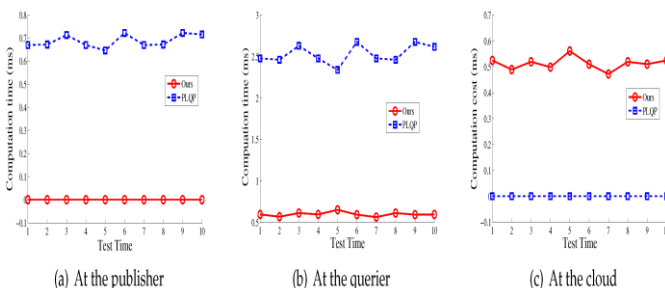 0.8
0.7
0.6
0.5
0.4
0.3
0.2
0.1
0
-0.1
Computation time (ms)
1 2 3 4 5 6 7 8 9 10
Test Time
Ours
PLQP
(a) At the publisher
3
2.5
2
1.5
1
0.5
Compuation time (ms)
1 2 3 4 5 6 7 8 9 10
Test Time
Ours
PLQP
(b) At the querier
0.7
0.6
0.5
0.4
0.3
0.2
0.1
0
-0.1
Computation cost (ms)
1 2 3 4 5 6 7 8 9
Test Time
Ours
PLQP
(c) At the cloud